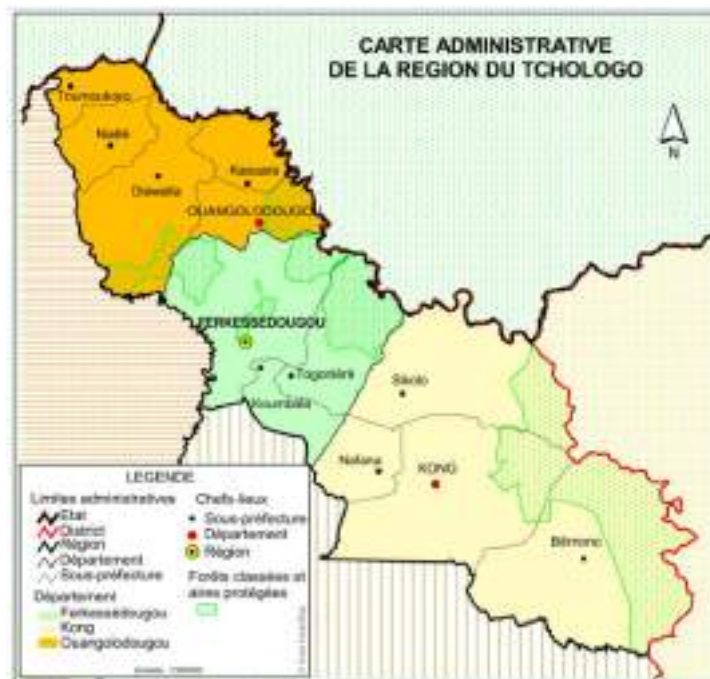 CARTE ADMINISTRATIVE
DE LA REGION DU TCHOLOGO
N
Niellé
Diawalla
Kaouara
OUANGOLODOUGOU
FERKESSEDOUGOU
Togoniéré
Koumbala
Sikolo
Nafana
KONG
Bilimono
LEGENDE
Limites administratives
Etat
District
Région
Département
Sous-préfecture
Département
Ferkessédougou
Kong
Ouangolodougou
Chefs-lieux
Sous-préfecture
Département
Région
Forêts classées et
aires protégées